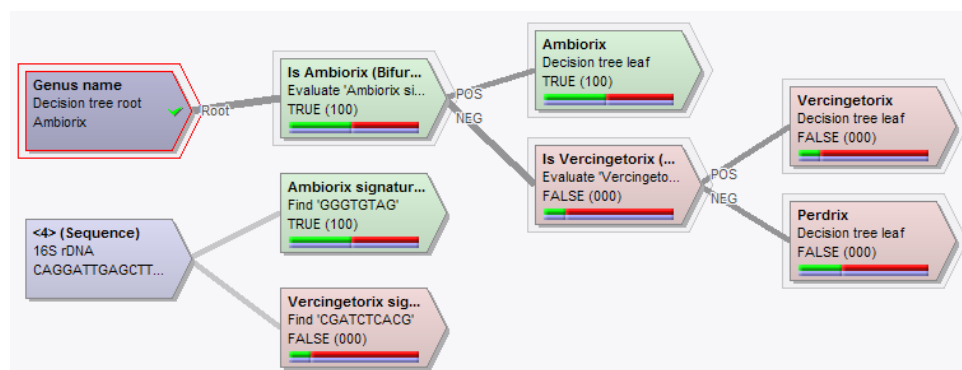 Genus name
Decision tree root
Ambiorix
Root
Is Ambiorix (Bifur...
Evaluate 'Ambiorix si...
TRUE (100)
POS
NEG
Ambiorix
Decision tree leaf
TRUE (100)
Is Vercingetorix (...
Evaluate 'Vercingeto...
FALSE (000)
POS
NEG
Vercingetorix
Decision tree leaf
FALSE (000)
Perdrix
Decision tree leaf
FALSE (000)
<4> (Sequence)
16S rDNA
CAGGATTGAGCTT...
Ambiorix signatur...
Find 'GGGTGTAG'
TRUE (100)
Vercingetorix sig...
Find 'CGATCTCACG'
FALSE (000)